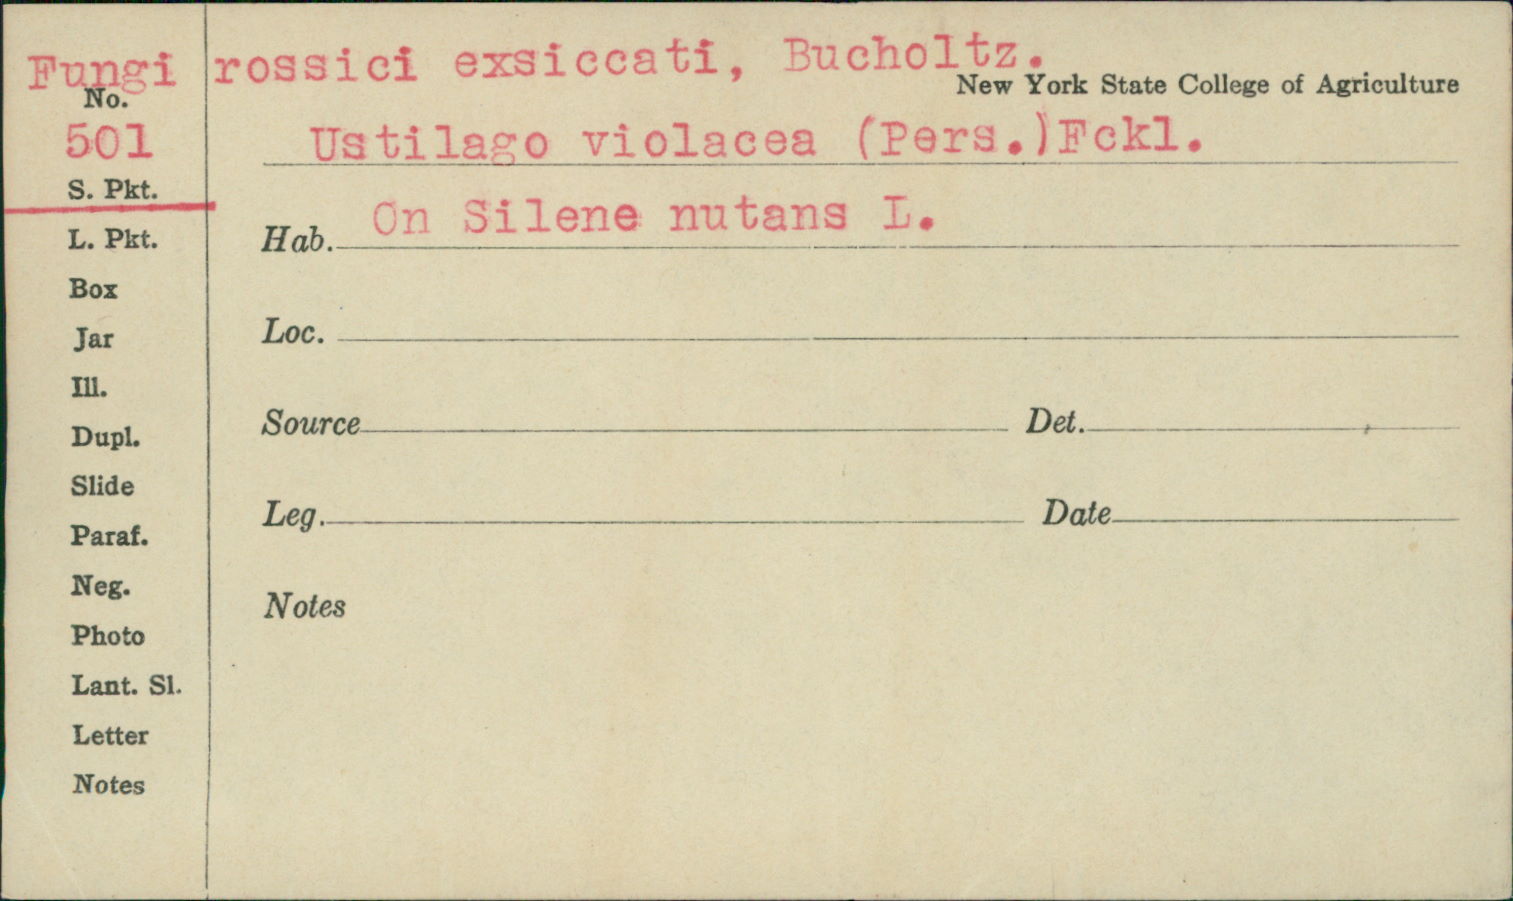 Fungi rossici exsiccati, Bucholtz.
No.
New York State College of Agriculture
501
Ustilago violacea (Pers.)Fckl.
S. Pkt.
Hab. On Silene nutans L.
L. Pkt.
Box
Loc.
Jar
Ill.
Source Det.
Dupl.
Slide
Leg. Date
Paraf.
Neg.
Notes
Photo
Lant. Sl.
Letter
Notes